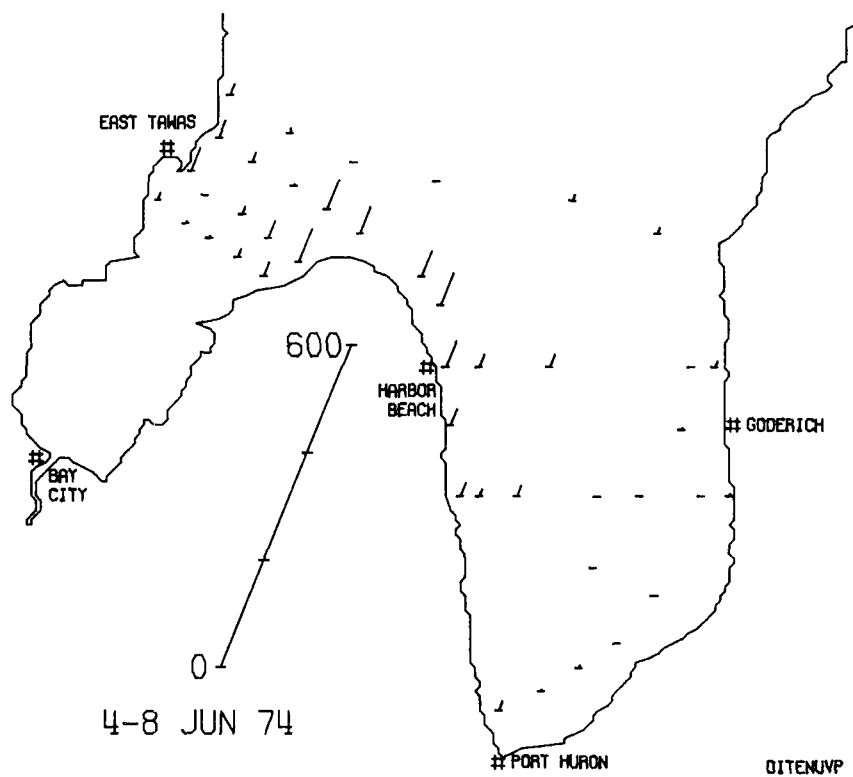 EAST TAWAS
600
HARBOR
BEACH
GODERICH
BAY
CITY
0
4-8 JUN 74
PORT HURON
DITENUVP